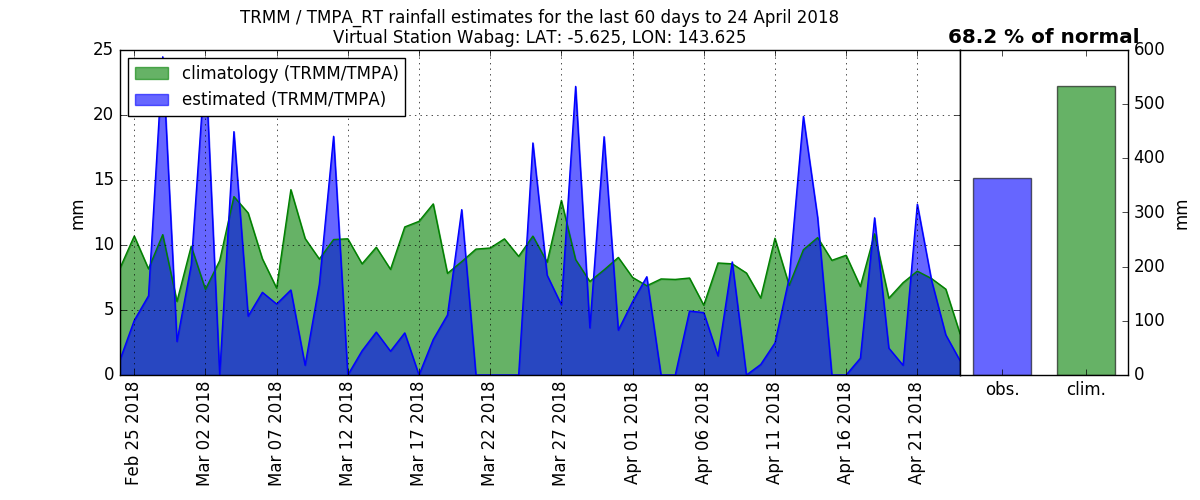 TRMM / TMPA_RT rainfall estimates for the last 60 days to 24 April 2018
Virtual Station Wabag: LAT: -5.625, LON: 143.625
68.2 % of normal
climatology (TRMM/TMPA)
estimated (TRMM/TMPA)
25
20
15
10
5
0
mm
Feb 25 2018
Mar 02 2018
Mar 07 2018
Mar 12 2018
Mar 17 2018
Mar 22 2018
Mar 27 2018
Apr 01 2018
Apr 06 2018
Apr 11 2018
Apr 16 2018
Apr 21 2018
600
500
400
300
200
100
0
mm
obs.
clim.